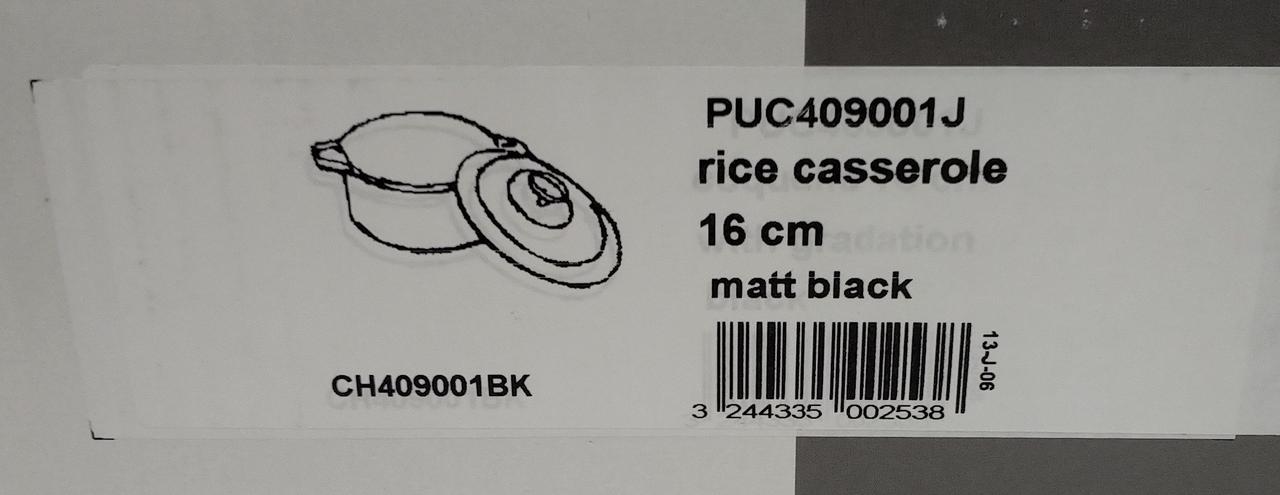 PUC409001J
rice casserole
16 cm
matt black
CH409001BK
13-J-06
3 244335 002538